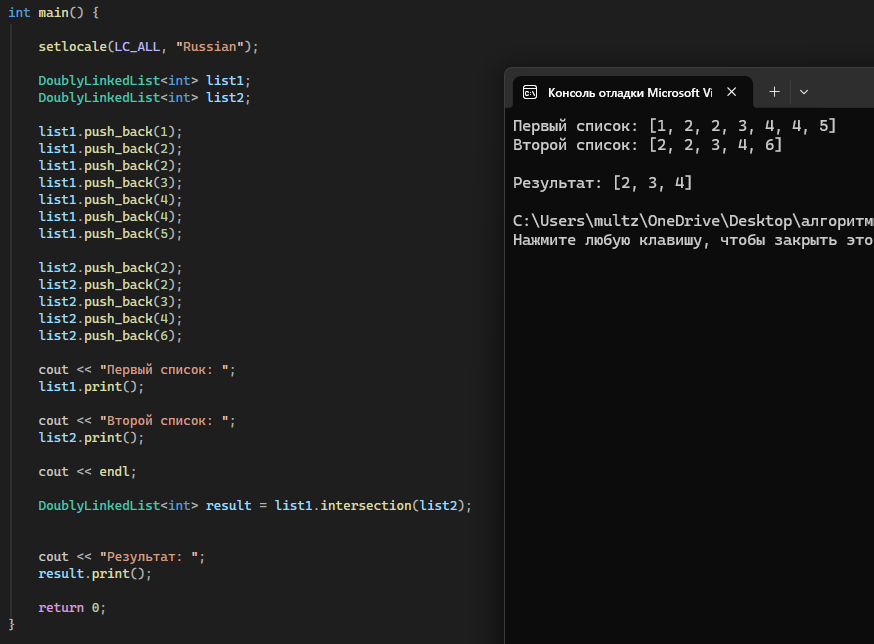 int main() {
setlocale(LC_ALL, "Russian");
DoublyLinkedList<int> list1;
DoublyLinkedList<int> list2;
list1.push_back(1);
list1.push_back(2);
list1.push_back(2);
list1.push_back(3);
list1.push_back(4);
list1.push_back(4);
list1.push_back(5);
list2.push_back(2);
list2.push_back(2);
list2.push_back(3);
list2.push_back(4);
list2.push_back(6);
cout << "Первый список: ";
list1.print();
cout << "Второй список: ";
list2.print();
cout << endl;
DoublyLinkedList<int> result = list1.intersection(list2);
cout << "Результат: ";
result.print();
return 0;
}
Консоль отладки Microsoft Vi
Первый список: [1, 2, 2, 3, 4, 4, 5]
Второй список: [2, 2, 3, 4, 6]
Результат: [2, 3, 4]
C:\Users\multz\OneDrive\Desktop\алгоритм
Нажмите любую клавишу, чтобы закрыть это